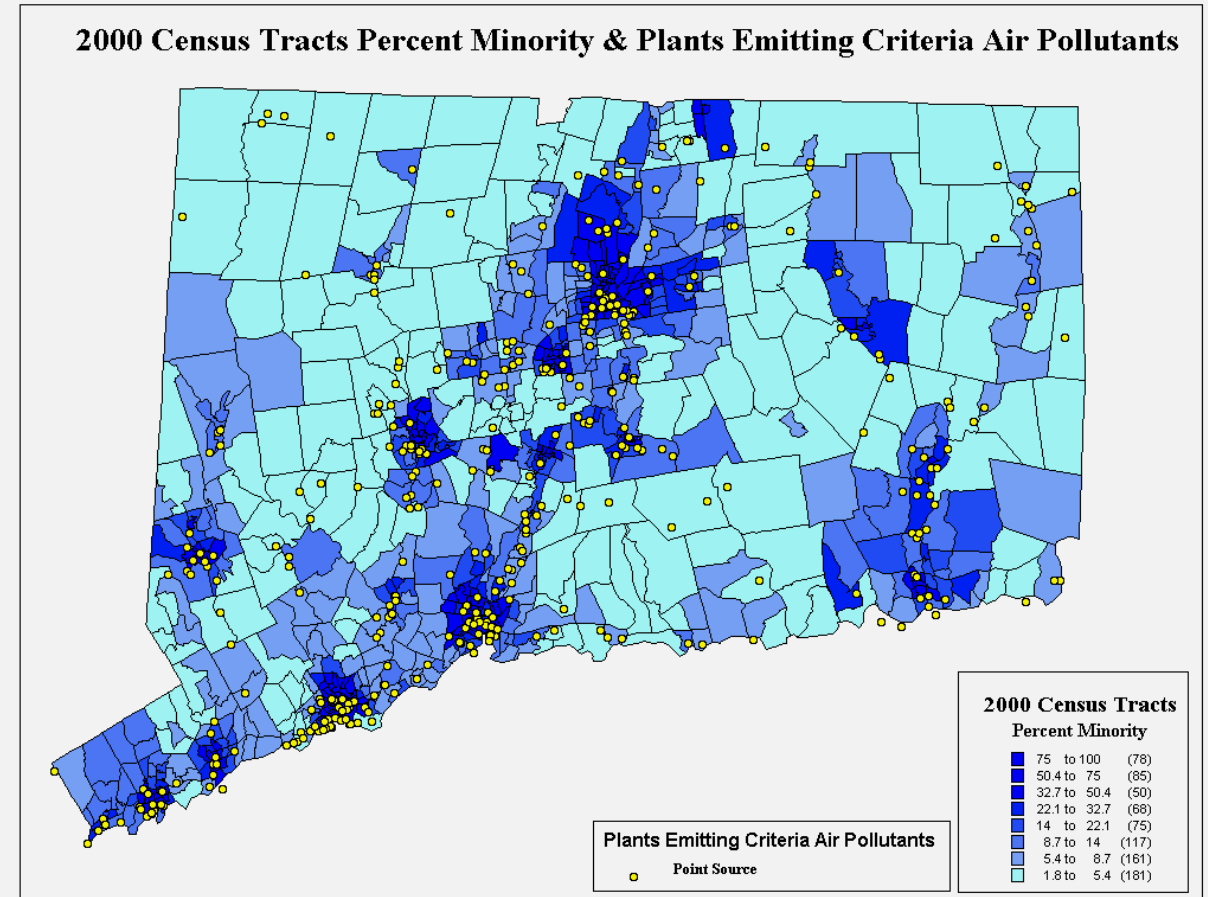 2000 Census Tracts Percent Minority & Plants Emitting Criteria Air Pollutants
2000 Census Tracts
Percent Minority
75 to 100 (78)
50.4 to 75 (85)
32.7 to 50.4 (50)
22.1 to 32.7 (68)
14 to 22.1 (75)
8.7 to 14 (117)
5.4 to 8.7 (161)
1.8 to 5.4 (181)
Plants Emitting Criteria Air Pollutants
Point Source